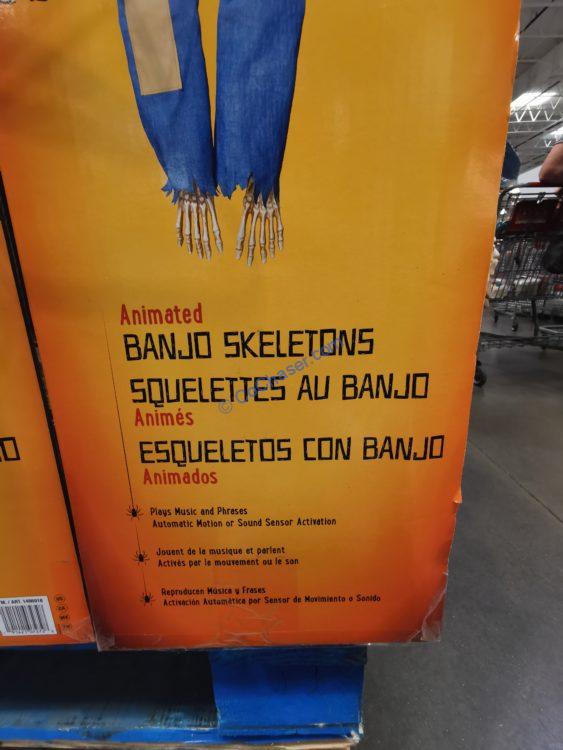 Animated
BANJO SKELETONS
SQUELETTES AU BANJO
Animés
ESQUELETOS CON BANJO
Animados
Plays Music and Phrases
Automatic Motion or Sound Sensor Activation
Jouent de la musique et parlent
Activés par le mouvement ou le son
Reproducen Música y Frases
Activación Automática por Sensor de Movimiento o Sonido